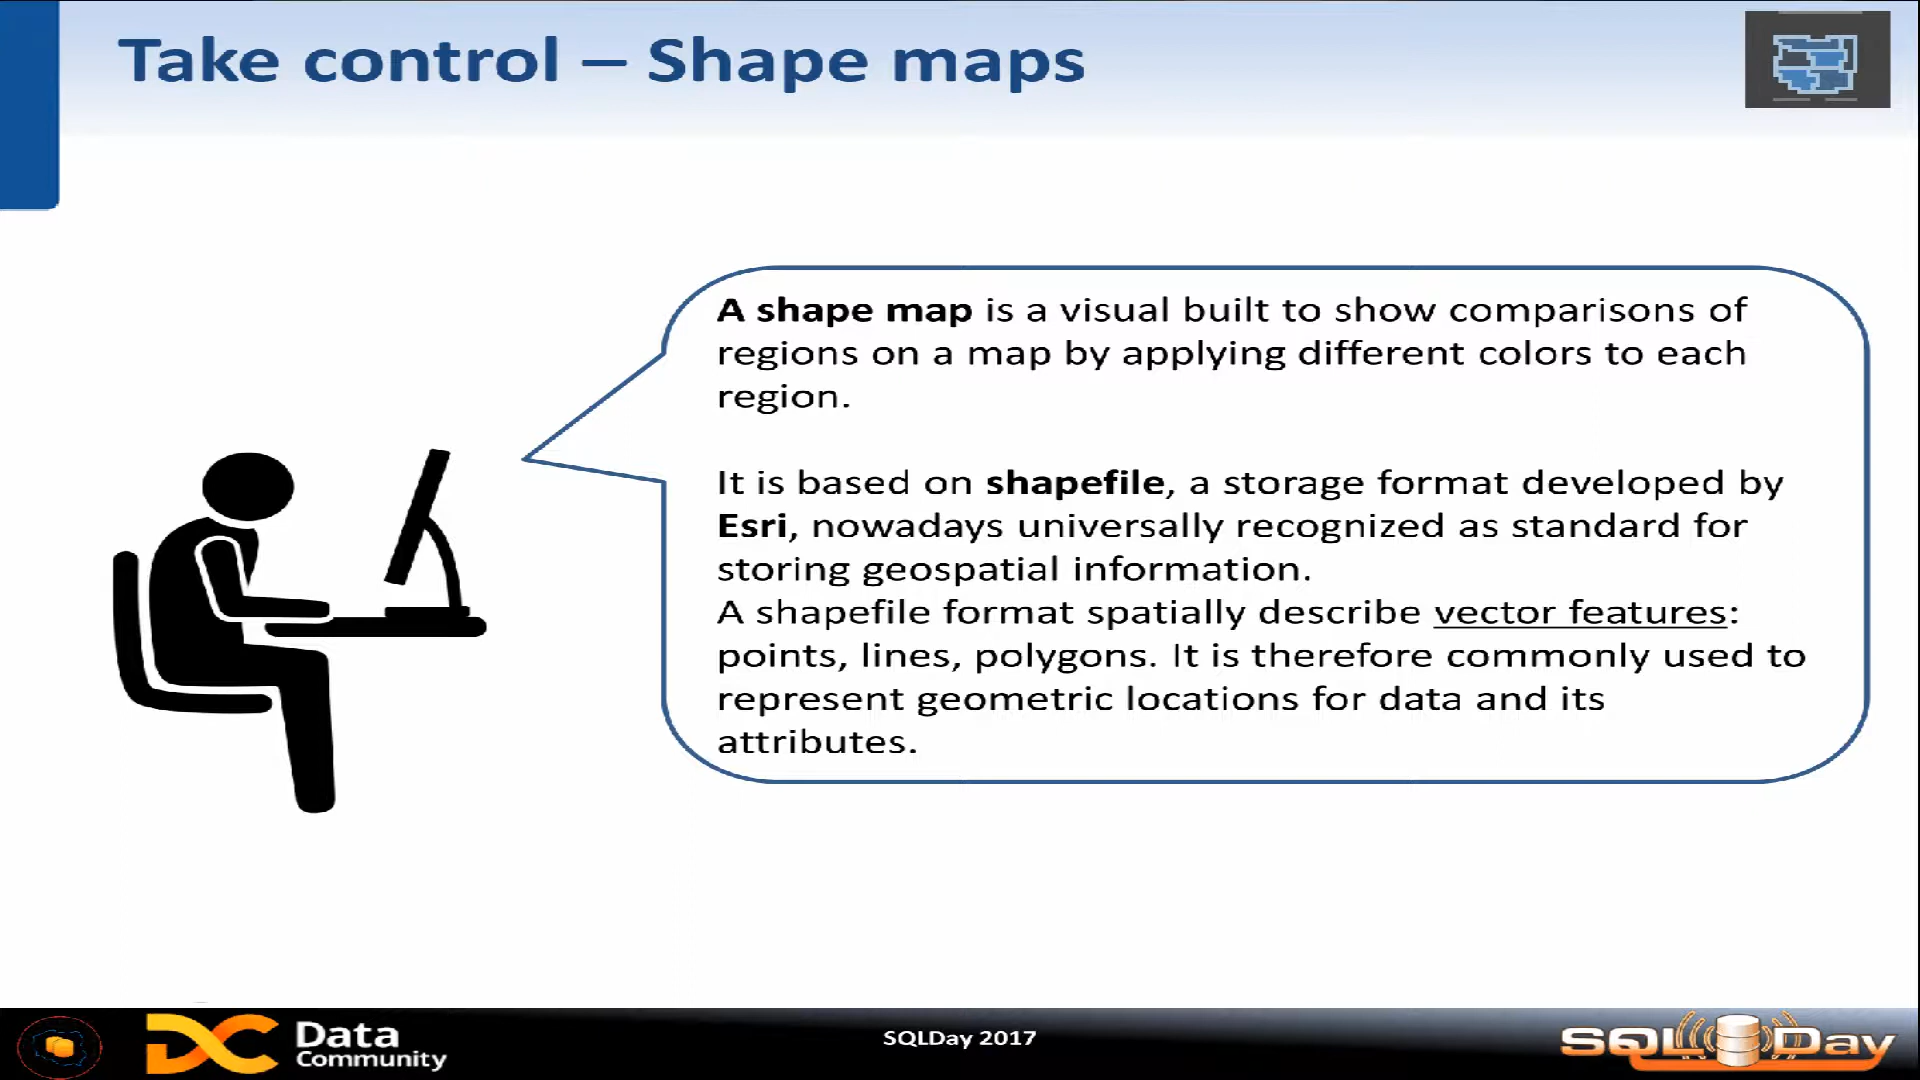 Take control – Shape maps
A shape map is a visual built to show comparisons of
regions on a map by applying different colors to each
region.
It is based on shapefile, a storage format developed by
Esri, nowadays universally recognized as standard for
storing geospatial information.
A shapefile format spatially describe vector features:
points, lines, polygons. It is therefore commonly used to
represent geometric locations for data and its
attributes.
DC Data
Community
SQLDay 2017
SQL Day